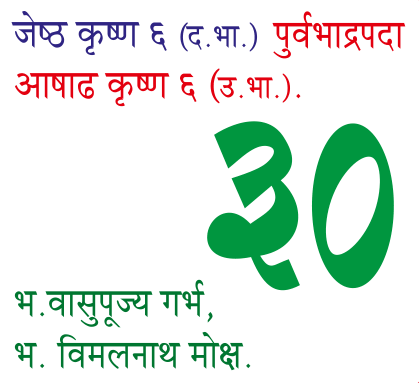 जेष्ठ कृष्ण ६ (द.भा.) पुर्वभाद्रपदा
आषाढ कृष्ण ६ (उ.भा.).
३०
भ.वासुपूज्य गर्भ,
भ. विमलनाथ मोक्ष.